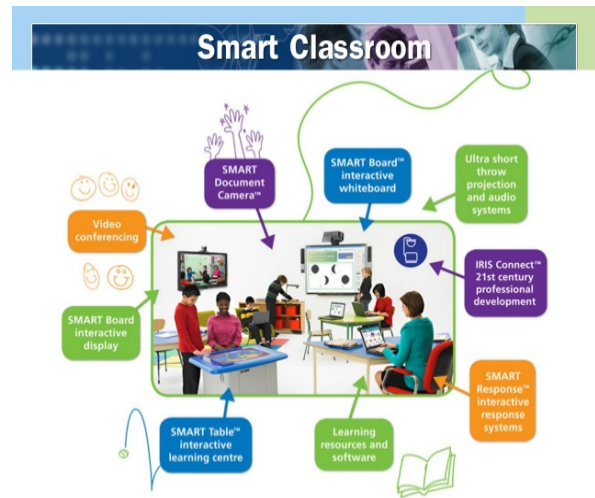 Smart Classroom
SMART
Document
Camera™
SMART Board™
interactive
whiteboard
Ultra short
throw
projection
and audio
systems
Video
conferencing
IRIS Connect™
21st century
professional
development
SMART Board
interactive
display
SMART
Response™
interactive
response
systems
SMART Table™
interactive
learning centre
Learning
resources and
software